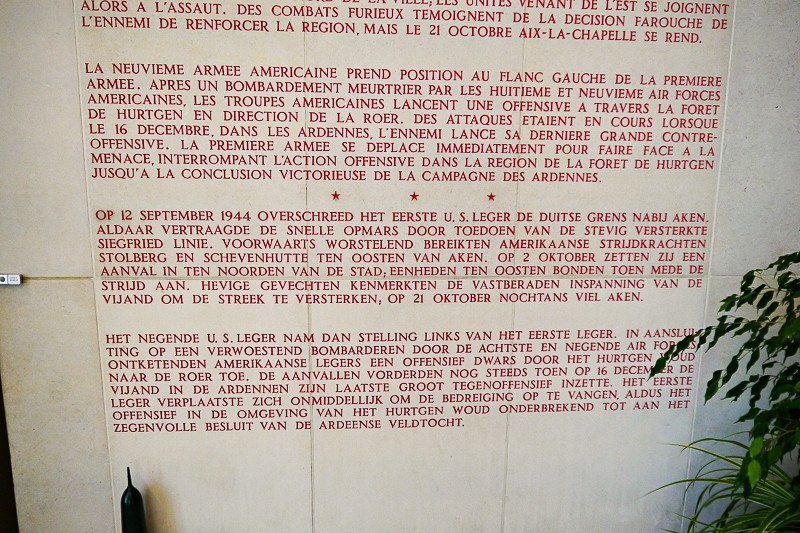 DE LA VILLE; LES UNITES VENANT DE L'EST SE JOIGNENT
ALORS A L'ASSAUT. DES COMBATS FURIEUX TEMOIGNENT DE LA DECISION FAROUCHE DE
L'ENNEMI DE RENFORCER LA REGION, MAIS LE 21 OCTOBRE AIX-LA-CHAPELLE SE REND.
LA NEUVIEME ARMEE AMERICAINE PREND POSITION AU FLANC GAUCHE DE LA PREMIERE
ARMEE. APRES UN BOMBARDEMENT MEURTRIER PAR LES HUITIEME ET NEUVIEME AIR FORCES
AMERICAINES, LES TROUPES AMERICAINES LANCENT UNE OFFENSIVE A TRAVERS LA FORET
DE HURTGEN EN DIRECTION DE LA ROER. DES ATTAQUES ETAIENT EN COURS LORSQUE
LE 16 DECEMBRE, DANS LES ARDENNES, L'ENNEMI LANCE SA DERNIERE GRANDE CONTRE-
OFFENSIVE. LA PREMIERE ARMEE SE DEPLACE IMMEDIATEMENT POUR FAIRE FACE A LA
MENACE, INTERROMPANT L'ACTION OFFENSIVE DANS LA REGION DE LA FORET DE HURTGEN
JUSQU'A LA CONCLUSION VICTORIEUSE DE LA CAMPAGNE DES ARDENNES.
OP 12 SEPTEMBER 1944 OVERSCHREED HET EERSTE U.S. LEGER DE DUITSE GRENS NABIJ AKEN.
ALDAAR VERTRAAGDE DE SNELLE OPMARS DOOR TOEDOEN VAN DE STEVIG VERSTERKTE
SIEGFRIED LINIE. VOORWAARTS WORSTELEND BEREIKTEN AMERIKAANSE STRIJDKRACHTEN
STOLBERG EN SCHEVENHUTTE TEN OOSTEN VAN AKEN. OP 2 OKTOBER ZETTEN ZIJ EEN
AANVAL IN TEN NOORDEN VAN DE STAD; EENHEDEN TEN OOSTEN BONDEN TOEN MEDE DE
STRIJD AAN. HEVIGE GEVECHTEN KENMERKTEN DE VASTBERADEN INSPANNING VAN DE
VIJAND OM DE STREEK TE VERSTERKEN; OP 21 OKTOBER NOCHTANS VIEL AKEN.
HET NEGENDE U.S. LEGER NAM DAN STELLING LINKS VAN HET EERSTE LEGER. IN AANSLUI-
TING OP EEN VERWOESTEND BOMBARDEREN DOOR DE ACHTSTE EN NEGENDE AIR FORCES
ONTKETENDEN AMERIKAANSE LEGERS EEN OFFENSIEF DWARS DOOR HET HURTGEN WOUD
NAAR DE ROER TOE. DE AANVALLEN VORDERDEN NOG STEEDS TOEN OP 16 DECEMBER DE
VIJAND IN DE ARDENNEN ZIJN LAATSTE GROOT TEGENOFFENSIEF INZETTE. HET EERSTE
LEGER VERPLAATSTE ZICH ONMIDDELLIJK OM DE BEDREIGING OP TE VANGEN, ALDUS HET
OFFENSIEF IN DE OMGEVING VAN HET HURTGEN WOUD ONDERBREKEND TOT AAN HET
ZEGENVOLLE BESLUIT VAN DE ARDEENSE VELDTOCHT.